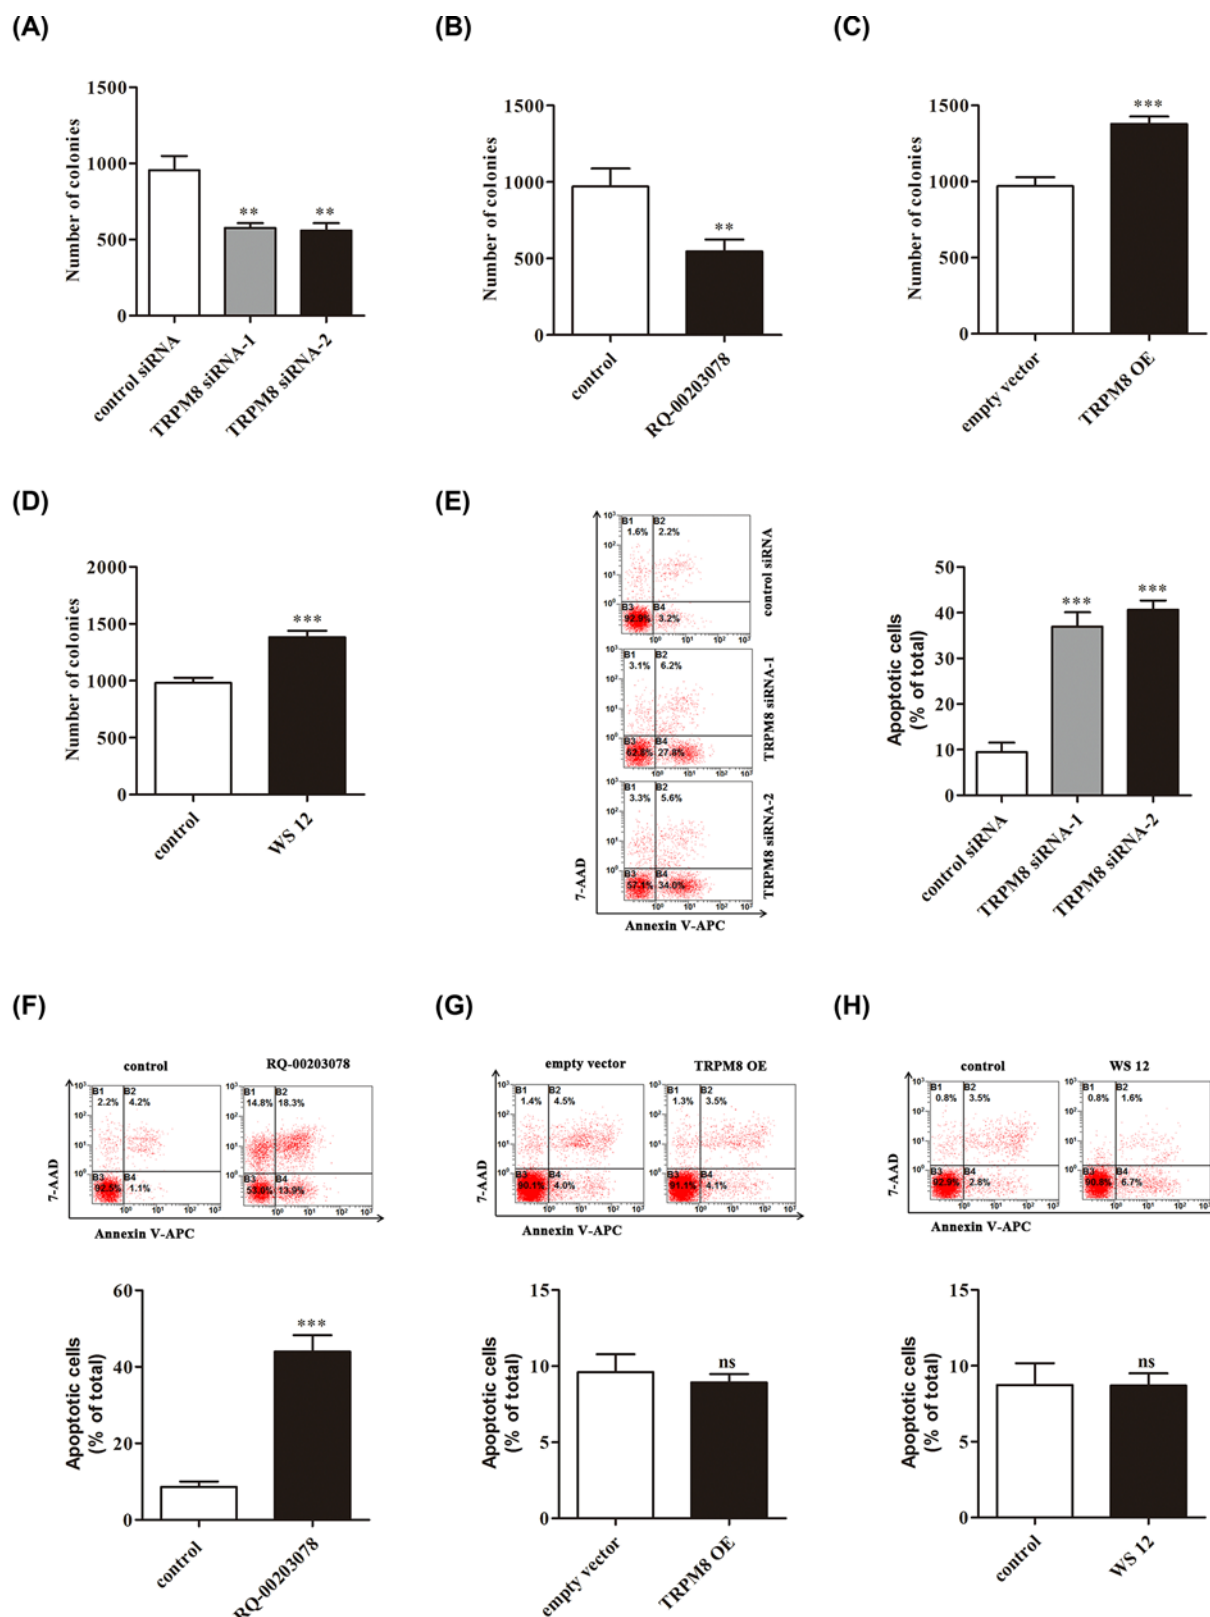 (A)
(B)
(C)
Number of colonies
1500
1000
500
0
**
**
control siRNA
TRPM8 siRNA-1
TRPM8 siRNA-2
Number of colonies
1500
1000
500
0
**
control
RQ-00203078
Number of colonies
1500
1000
500
0
***
empty vector
TRPM8 OE
(D)
(E)
Number of colonies
2000
1500
1000
500
0
***
control
WS 12
B1
1.6%
B2
2.2%
B3
92.9%
B4
3.2%
control siRNA
B1
3.1%
B2
6.2%
B3
62.8%
B4
27.8%
TRPM8 siRNA-1
B1
3.3%
B2
5.6%
B3
57.1%
B4
34.0%
TRPM8 siRNA-2
7-AAD
Annexin V-APC
Apoptotic cells
(% of total)
50
40
30
20
10
0
***
***
control siRNA
TRPM8 siRNA-1
TRPM8 siRNA-2
(F)
(G)
(H)
control
RQ-00203078
B1
2.2%
B2
4.2%
B3
92.5%
B4
1.1%
B1
14.8%
B2
18.3%
B3
53.0%
B4
13.9%
7-AAD
Annexin V-APC
empty vector
TRPM8 OE
B1
1.4%
B2
4.5%
B3
90.1%
B4
4.0%
B1
1.3%
B2
3.5%
B3
91.1%
B4
4.1%
7-AAD
Annexin V-APC
control
WS 12
B1
0.8%
B2
3.5%
B3
92.9%
B4
2.8%
B1
0.8%
B2
1.6%
B3
90.8%
B4
6.7%
7-AAD
Annexin V-APC
Apoptotic cells
(% of total)
60
40
20
0
***
control
RQ-00203078
Apoptotic cells
(% of total)
15
10
5
0
ns
empty vector
TRPM8 OE
Apoptotic cells
(% of total)
15
10
5
0
ns
control
WS 12